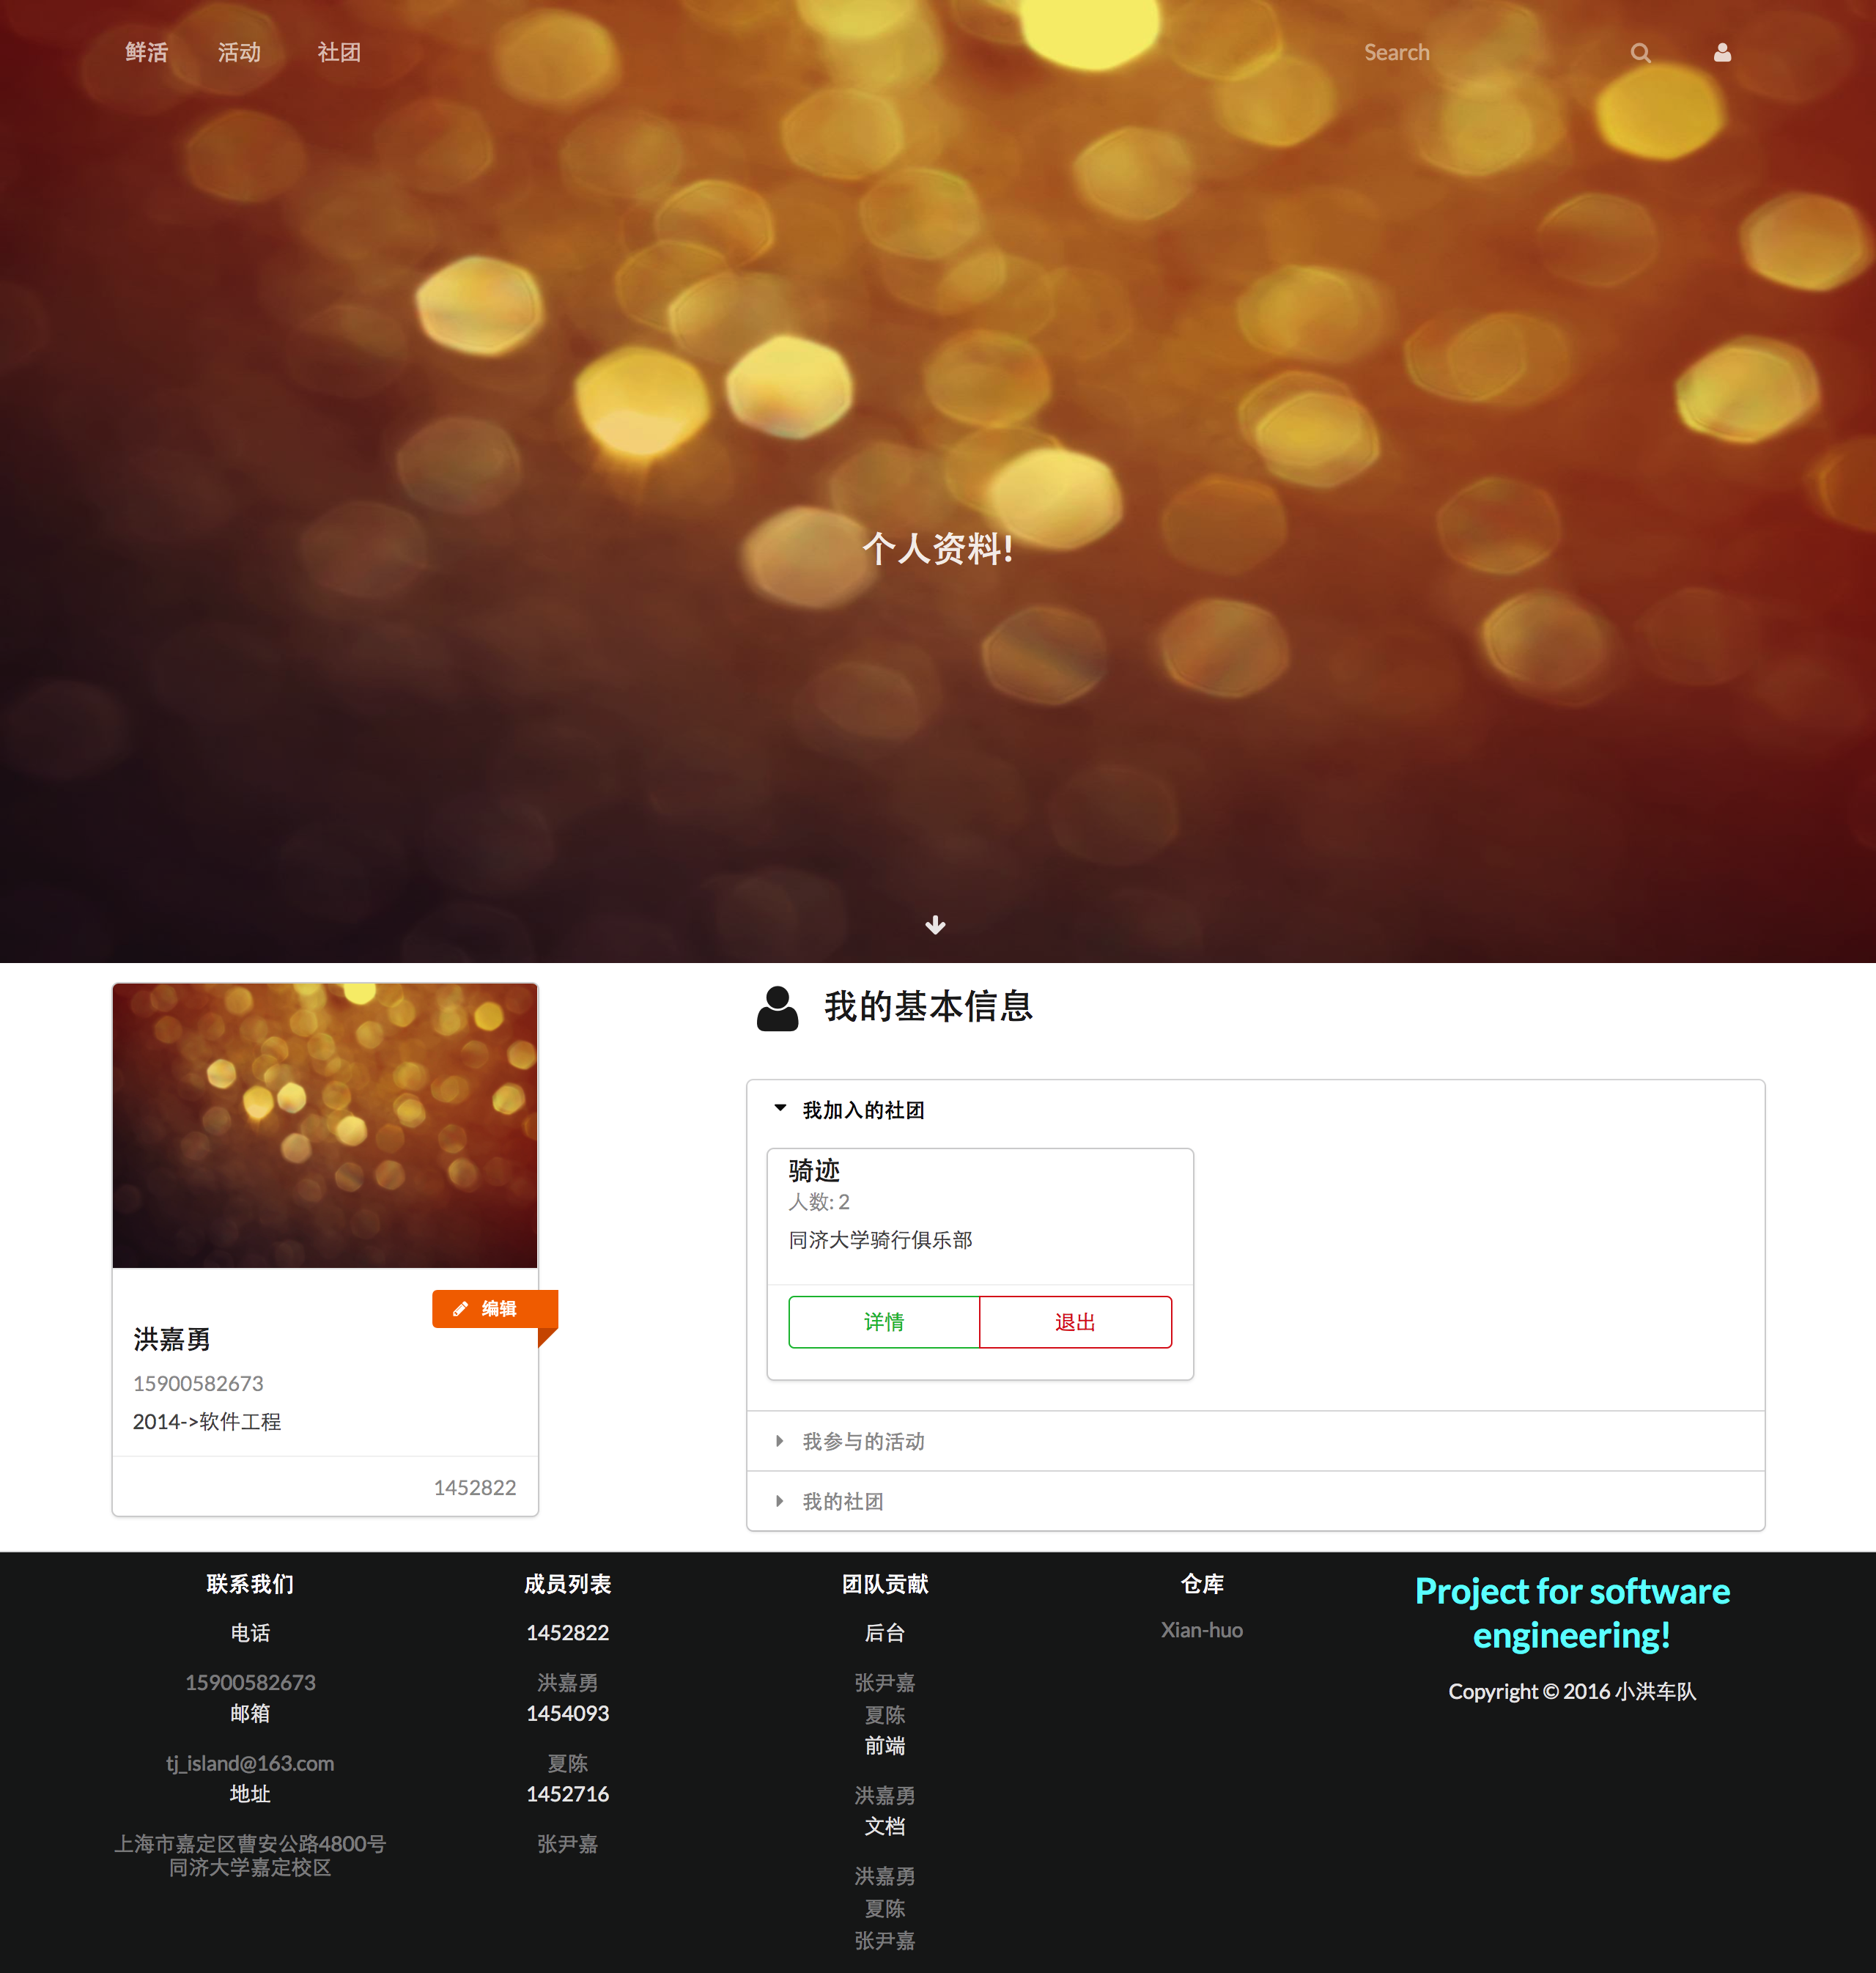 鲜活 活动 社团 Search
个人资料!
编辑
洪嘉勇
15900582673
2014->软件工程
1452822
我的基本信息
我加入的社团
骑迹
人数: 2
同济大学骑行俱乐部
详情 退出
我参与的活动
我的社团
联系我们
电话
15900582673
邮箱
tj_island@163.com
地址
上海市嘉定区曹安公路4800号
同济大学嘉定校区
成员列表
1452822
洪嘉勇
1454093
夏陈
1452716
张尹嘉
团队贡献
后台
张尹嘉
夏陈
前端
洪嘉勇
文档
洪嘉勇
夏陈
张尹嘉
仓库
Xian-huo
Project for software
engineering!
Copyright © 2016 小洪车队